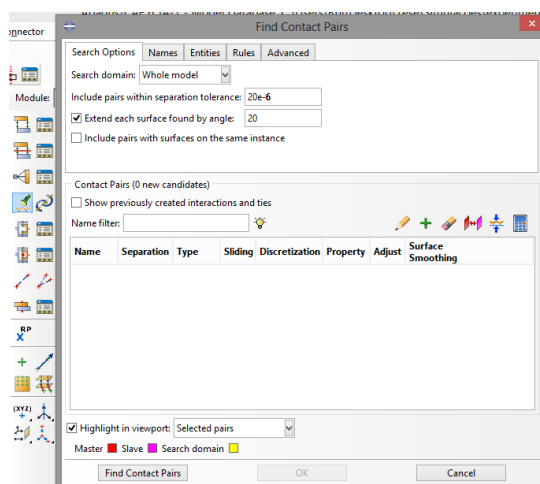 Find Contact Pairs
nnector
Module:
RP
(XYZ)
Search Options Names Entities Rules Advanced
Search domain: Whole model
Include pairs within separation tolerance: 20e-6
Extend each surface found by angle: 20
Include pairs with surfaces on the same instance
Contact Pairs (0 new candidates)
Show previously created interactions and ties
Name filter:
Name Separation Type Sliding Discretization Property Adjust Surface Smoothing
Highlight in viewport: Selected pairs
Master Slave Search domain
Find Contact Pairs OK Cancel